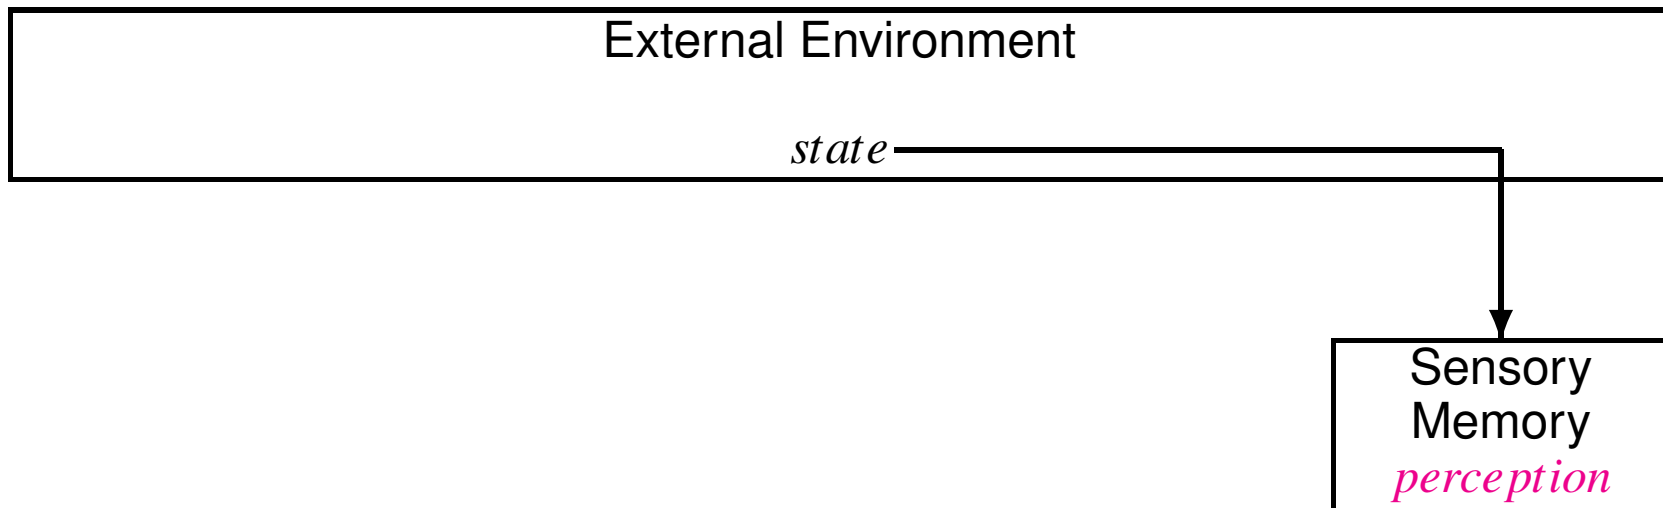 External Environment
state
Sensory
Memory
perception